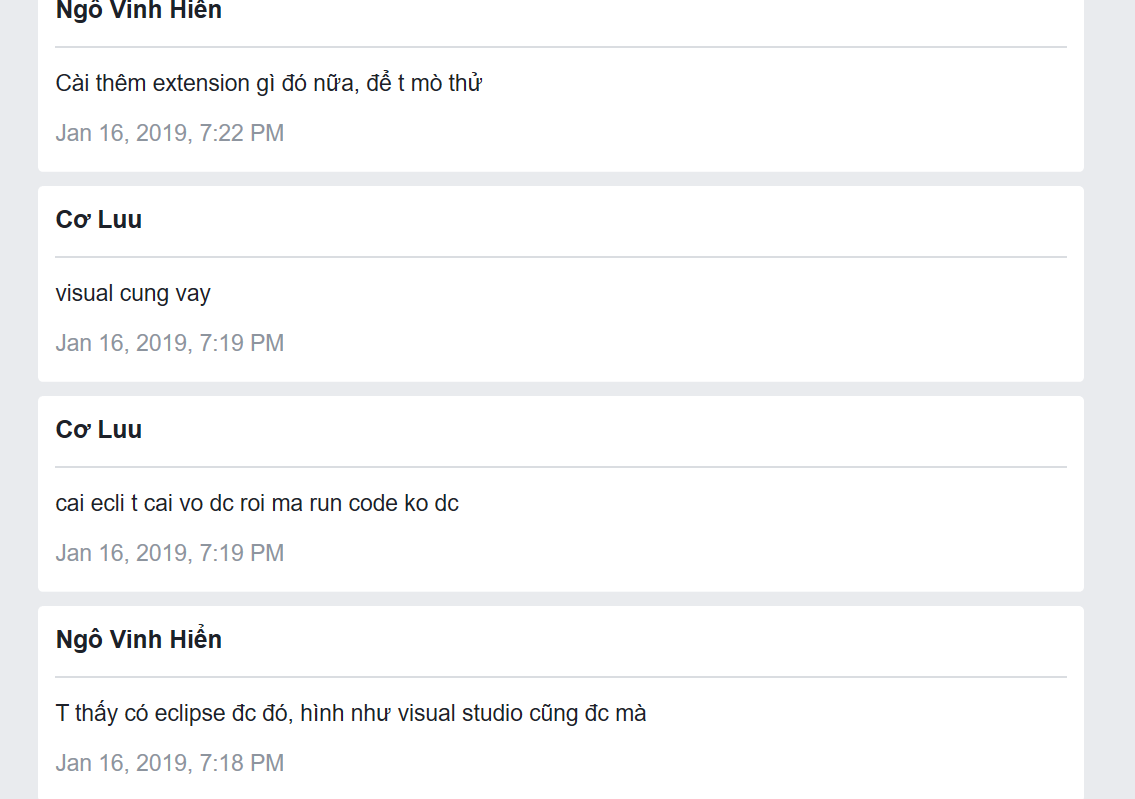 Ngô Vinh Hiển
Cài thêm extension gì đó nữa, để t mò thử
Jan 16, 2019, 7:22 PM
Cơ Luu
visual cung vay
Jan 16, 2019, 7:19 PM
Cơ Luu
cai ecli t cai vo dc roi ma run code ko dc
Jan 16, 2019, 7:19 PM
Ngô Vinh Hiển
T thấy có eclipse đc đó, hình như visual studio cũng đc mà
Jan 16, 2019, 7:18 PM